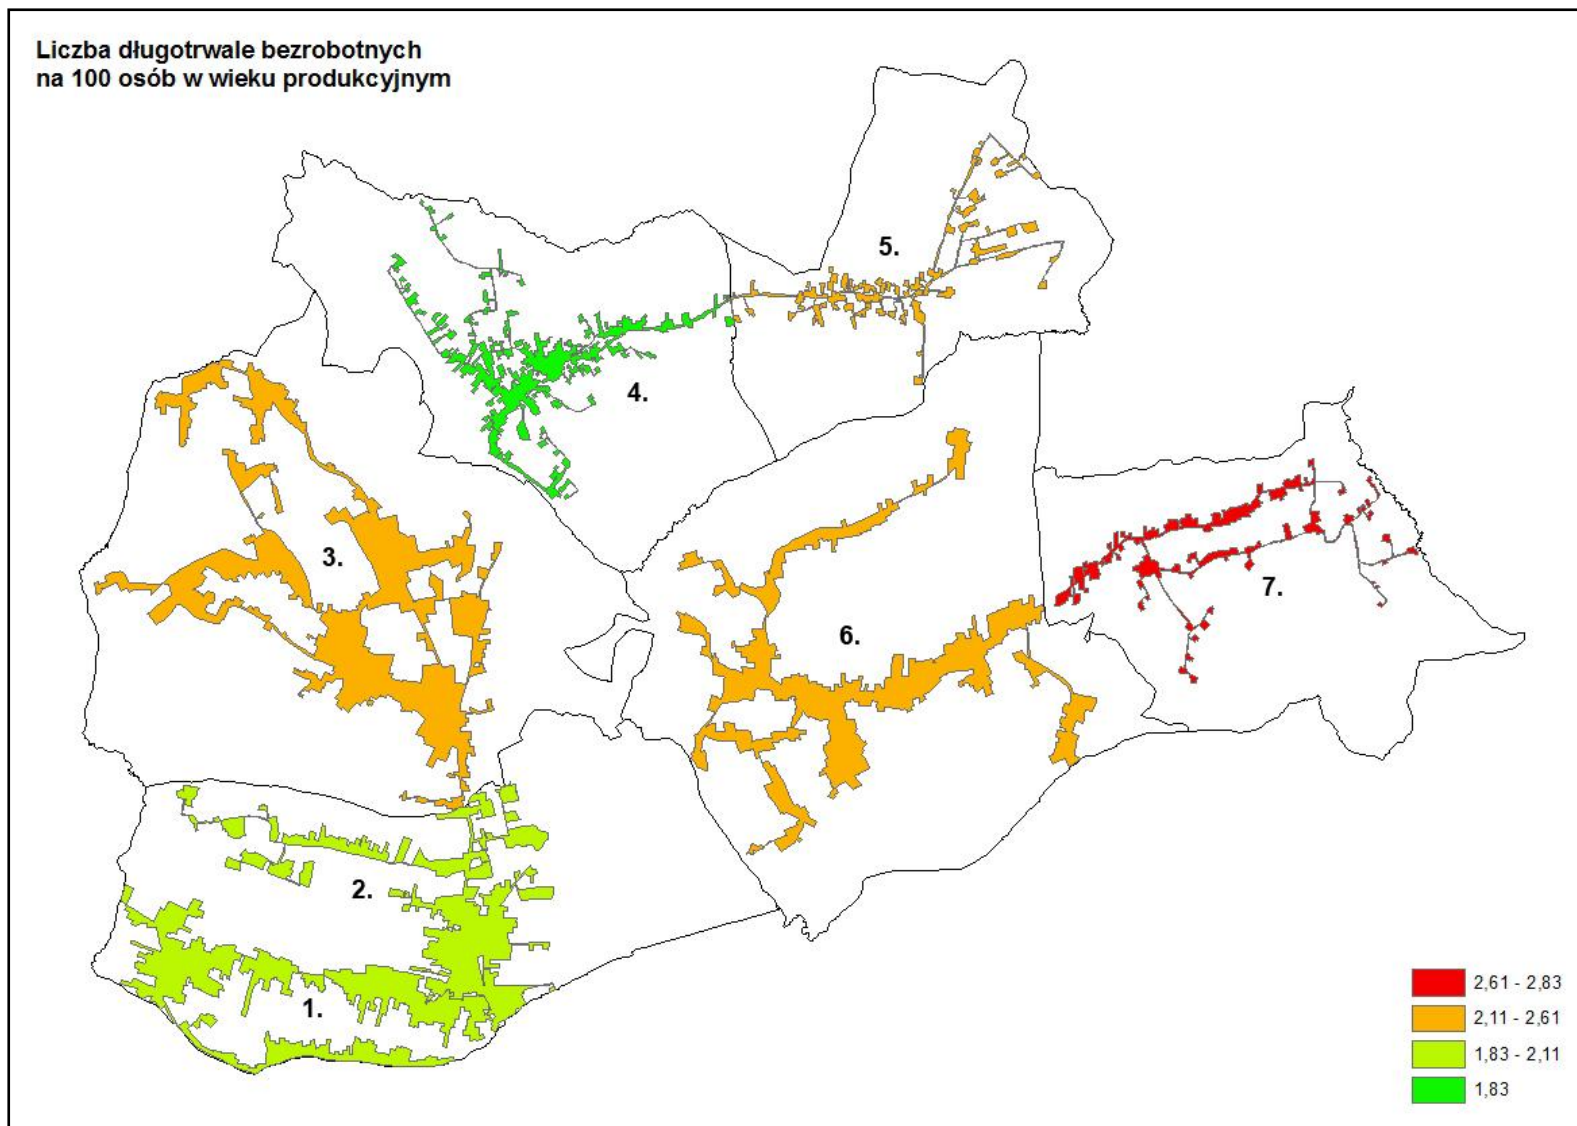 Liczba długotrwale bezrobotnych
na 100 osób w wieku produkcyjnym
5.
4.
3.
7.
6.
2.
1.
2,61 - 2,83
2,11 - 2,61
1,83 - 2,11
1,83